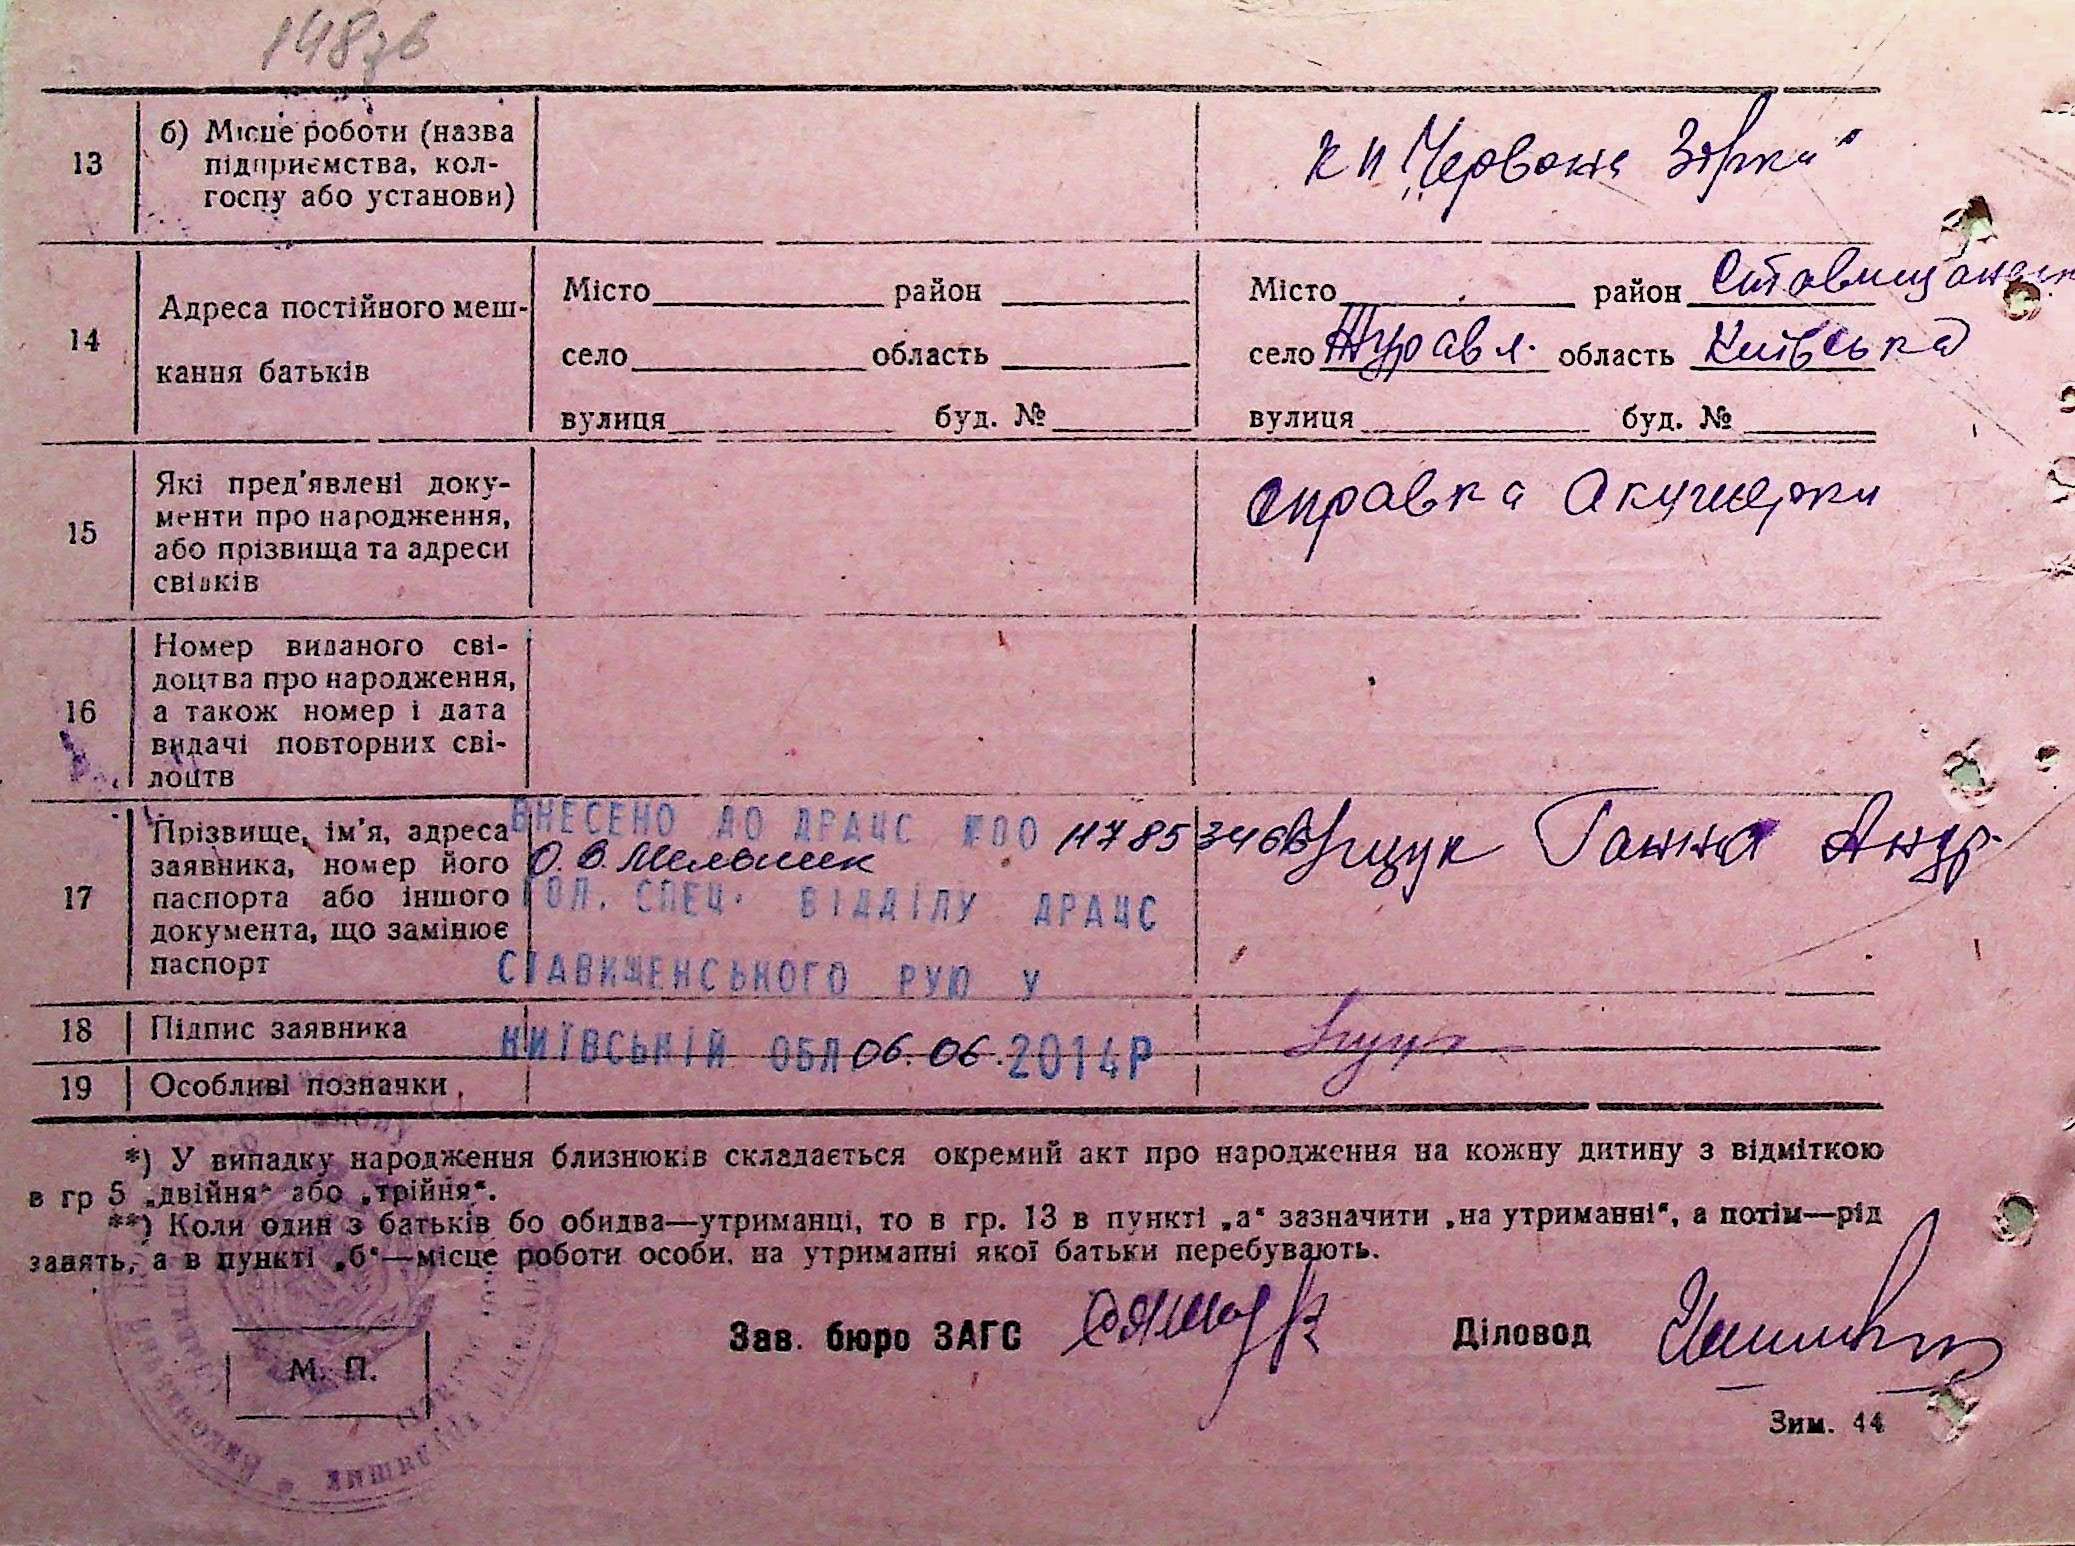 148зв
13
б) Місце роботи (назва
підприємства, кол-
госпу або установи)
кп „Червона Зірка"
14
Адреса постійного меш-
кання батьків
Місто район
село область
вулиця буд. №
Місто район Ставищанськ
село Журавл. область Київська
вулиця буд. №
15
Які пред'явлені доку-
менти про народження,
або прізвища та адреси
свідків
справка акушерки
16
Номер виданого сві-
доцтва про народження,
а також номер і дата
видачі повторних сві-
доцтв
17
Прізвище, ім'я, адреса
заявника, номер його
паспорта або іншого
документа, що замінює
паспорт
ВНЕСЕНО ДО ДРАЦС №00 11785346
О.В. Мельник
ГОЛ. СПЕЦ. ВІДДІЛУ ДРАЦС
СТАВИЩЕНСЬКОГО РУЮ У
КИЇВСЬКІЙ ОБЛ 06.06.2014Р
Ганна Андр.
18
Підпис заявника
19
Особливі позначки
*) У випадку народження близнюків складається окремий акт про народження на кожну дитину з відміткою
в гр 5 „двійня" або „трійня".
**) Коли один з батьків бо обидва—утриманці, то в гр. 13 в пункті „а" зазначити „на утриманні", а потім—рід
занять, а в пункті „б"—місце роботи особи, на утриманні якої батьки перебувають.
Зав. бюро ЗАГС
Діловод
М. П.
Зим. 44